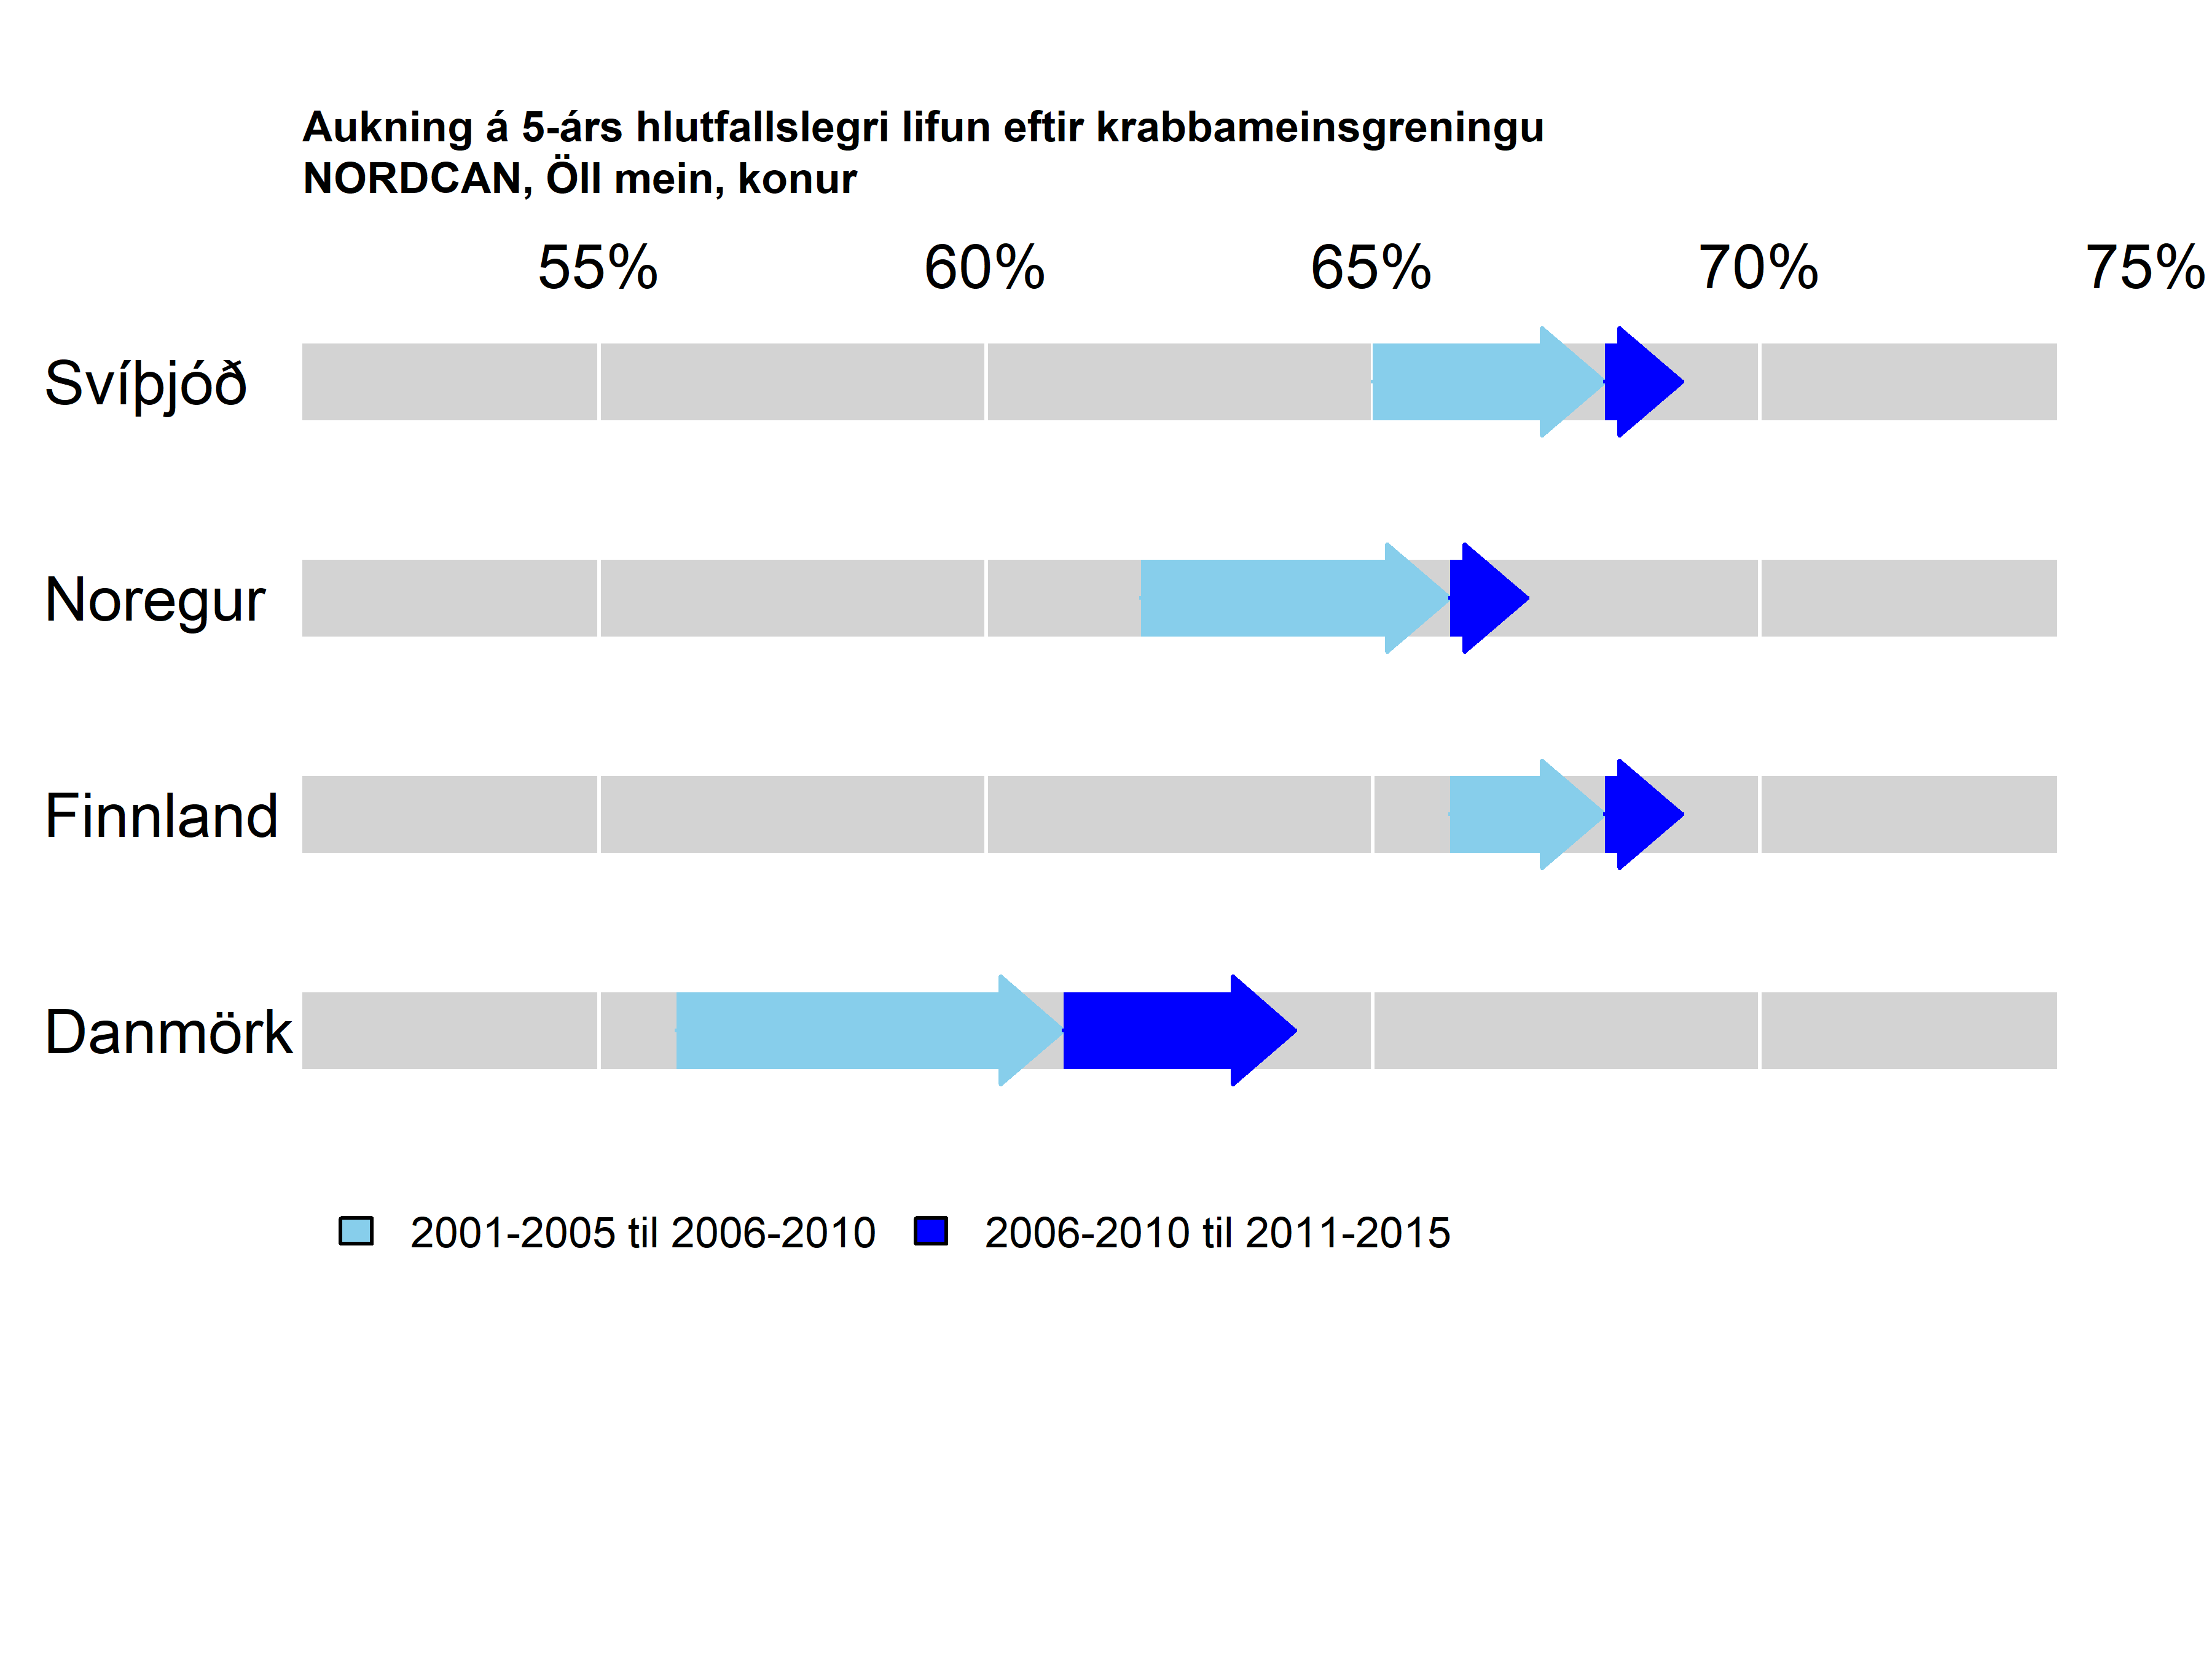 Aukning á 5-árs hlutfallslegri lifun eftir krabbameinsgreningu
NORDCAN, Öll mein, konur
55% 60% 65% 70% 75%
Svíþjóð
Noregur
Finnland
Danmörk
2001-2005 til 2006-2010 2006-2010 til 2011-2015